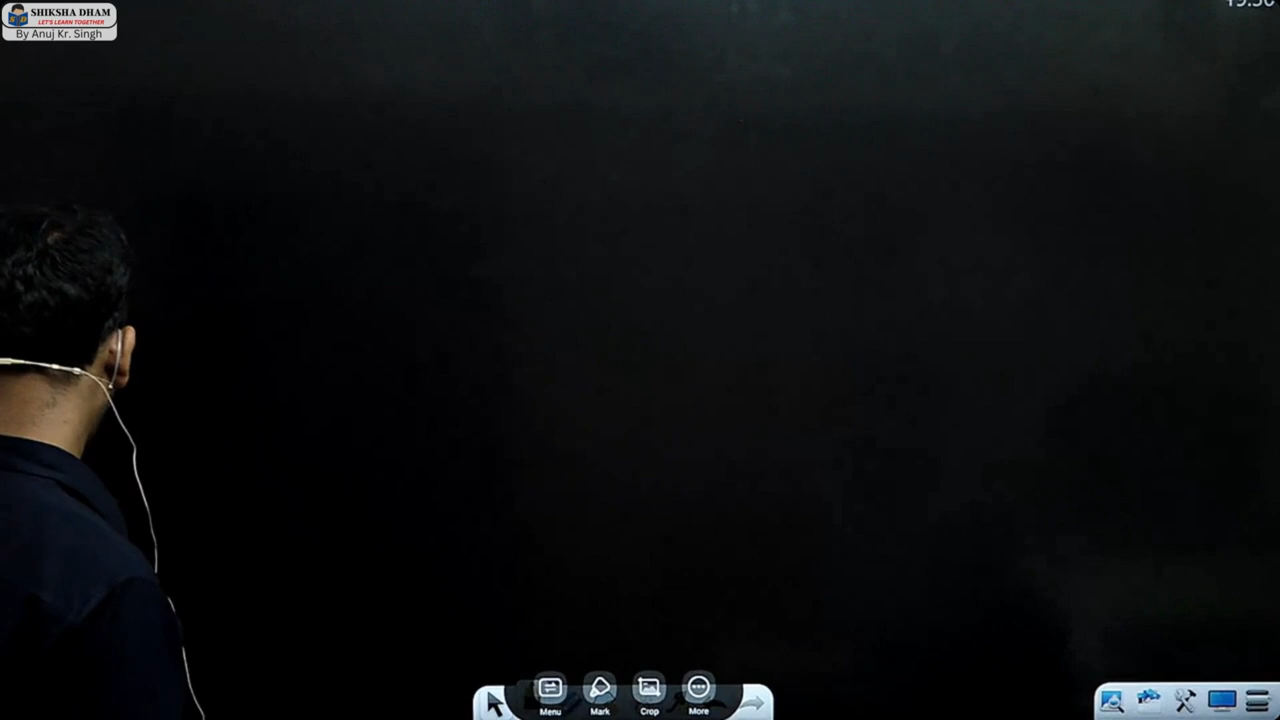 SHIKSHA DHAM
LET'S LEARN TOGETHER
By Anuj Kr. Singh
Menu
Mark
Crop
More